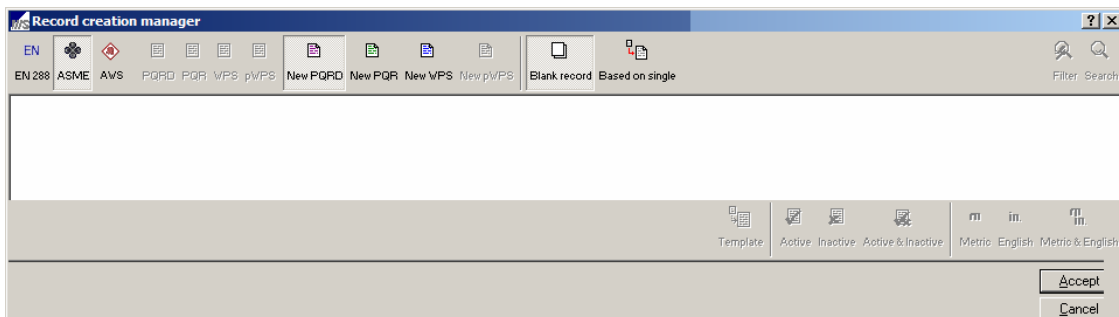 Record creation manager ? X
EN
EN 288 ASME AWS PQRD PQR WPS pWPS New PQRD New PQR New WPS New pWPS Blank record Based on single Filter Search
m in. m in.
Template Active Inactive Active & Inactive Metric English Metric & English
Accept
Cancel